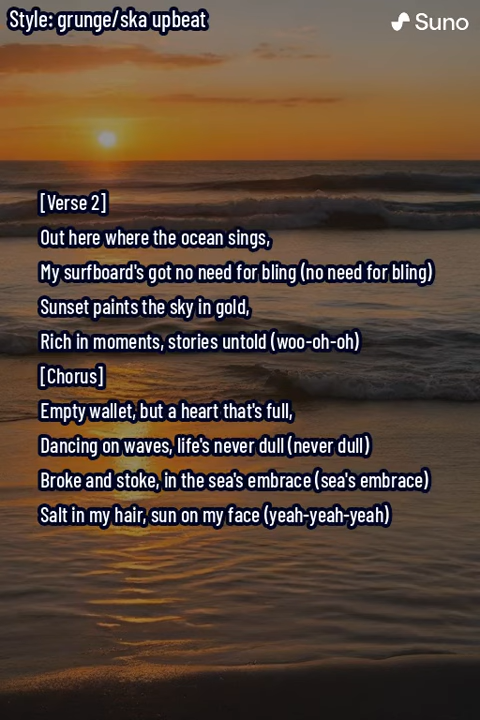 Style: grunge/ska upbeat
Suno
[Verse 2]
Out here where the ocean sings,
My surfboard's got no need for bling (no need for bling)
Sunset paints the sky in gold,
Rich in moments, stories untold (woo-oh-oh)
[Chorus]
Empty wallet, but a heart that's full,
Dancing on waves, life's never dull (never dull)
Broke and stoke, in the sea's embrace (sea's embrace)
Salt in my hair, sun on my face (yeah-yeah-yeah)